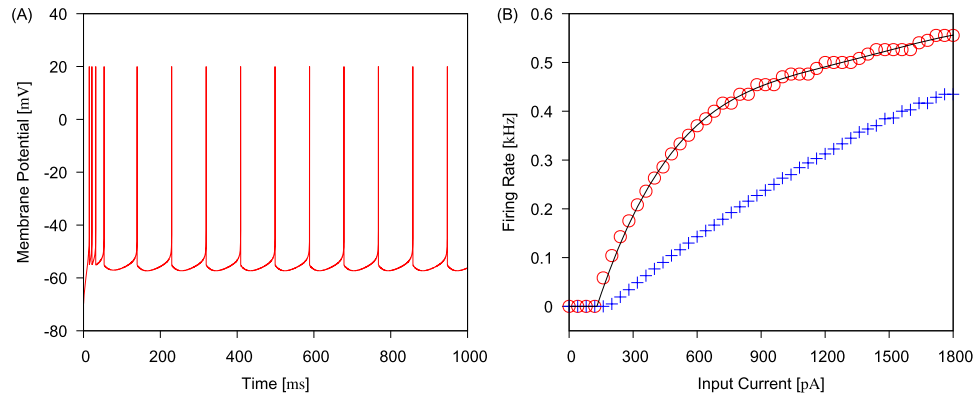 (A)
40
20
0
-20
-40
-60
-80
Membrane Potential [mV]
0 200 400 600 800 1000
Time [ms]
(B)
0.6
0.5
0.4
0.3
0.2
0.1
0
Firing Rate [kHz]
0 300 600 900 1200 1500 1800
Input Current [pA]